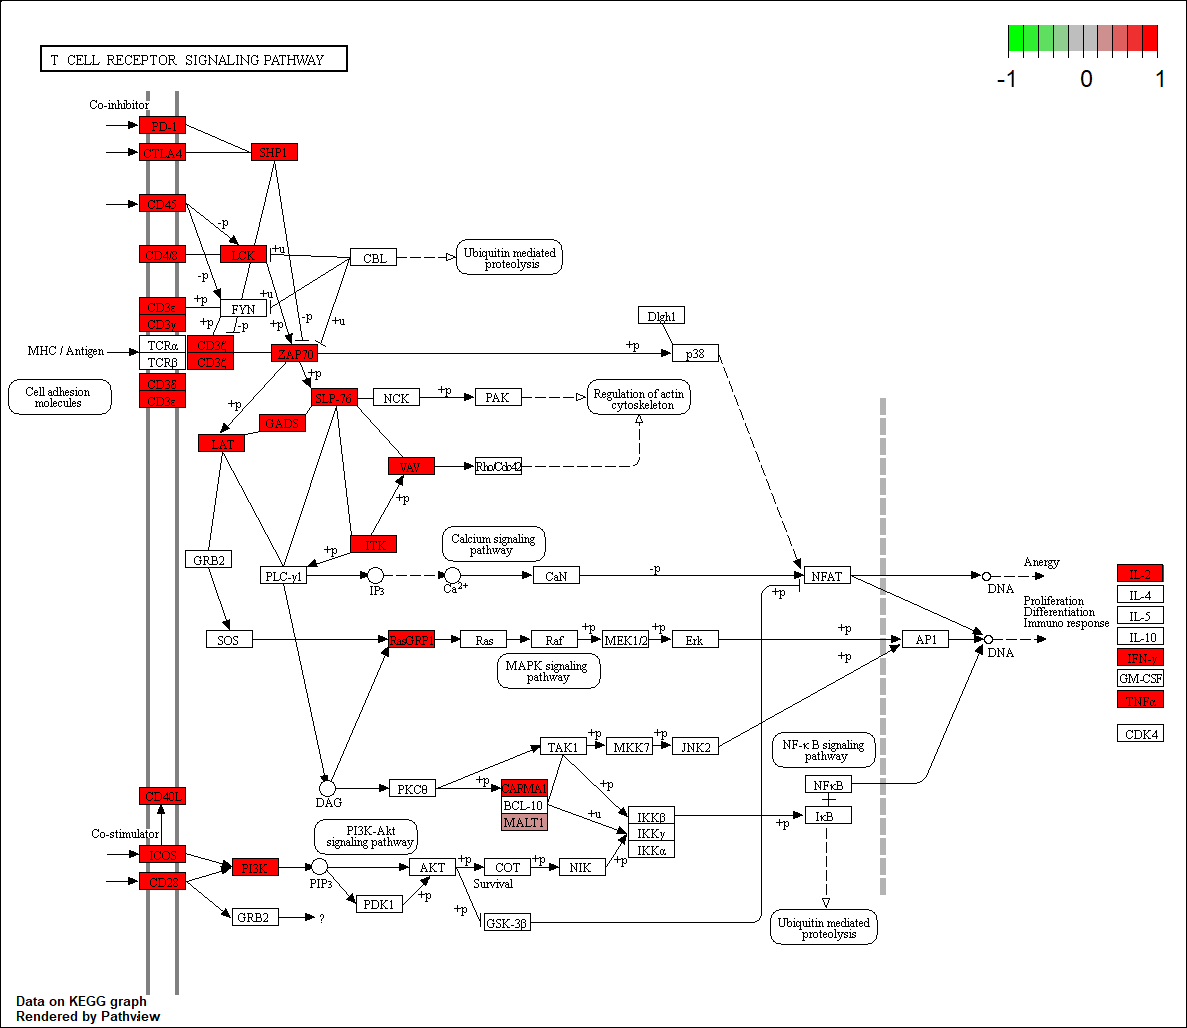 T CELL RECEPTOR SIGNALING PATHWAY
-1 0 1
Co-inhibitor
PD-1
CTLA4
SHP1
CD45
-p
CD4/8
LCK
+u
CBL
Ubiquitin mediated
proteolysis
-p
+p
+u
CD3ε
FYN
CD3γ
+p
-p
+p
-p
+u
Dlgh1
MHC / Antigen
TCRα
CD3ζ
TCRβ
CD3ζ
ZAP70
+p
p38
Cell adhesion
molecules
CD3δ
CD3ε
+p
+p
SLP-76
NCK
+p
PAK
Regulation of actin
cytoskeleton
GADS
LAT
VAV
Rho/Cdc42
+p
ITK
Calcium signaling
pathway
GRB2
+p
PLC-γ1
IP3
Ca2+
CaN
-p
NFAT
+p
Anergy
DNA
Proliferation
Differentiation
Immuno response
DNA
IL-2
IL-4
IL-5
IL-10
IFN-γ
GM-CSF
TNFα
CDK4
SOS
RasGRP1
Ras
Raf
+p
MEK1/2
+p
Erk
+p
AP1
+p
MAPK signaling
pathway
TAK1
+p
MKK7
+p
JNK2
NF-κ B signaling
pathway
DAG
PKCθ
+p
CARMA1
BCL-10
MALT1
+p
+u
IKKβ
IKKγ
IKKα
+p
NFκB
IκB
CD40L
Co-stimulator
ICOS
CD28
PI3K
PIP3
PI3K-Akt
signaling pathway
AKT
+p
COT
+p
NIK
+p
Survival
PDK1
+p
+p
GSK-3β
GRB2
?
Ubiquitin mediated
proteolysis
Data on KEGG graph
Rendered by Pathview